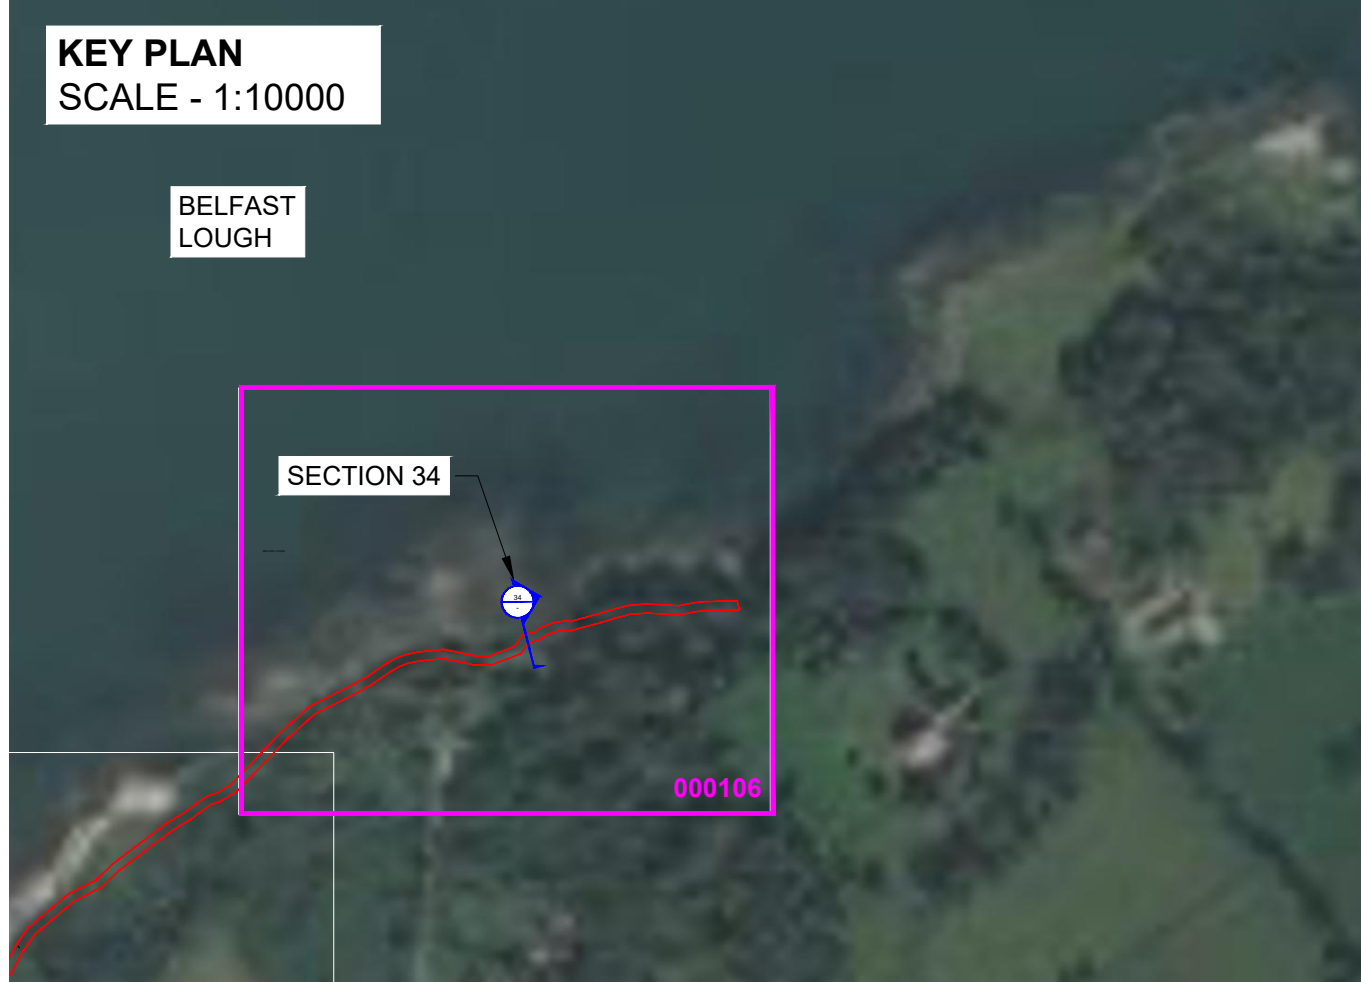 KEY PLAN
SCALE - 1:10000
BELFAST
LOUGH
SECTION 34
34
-
000106